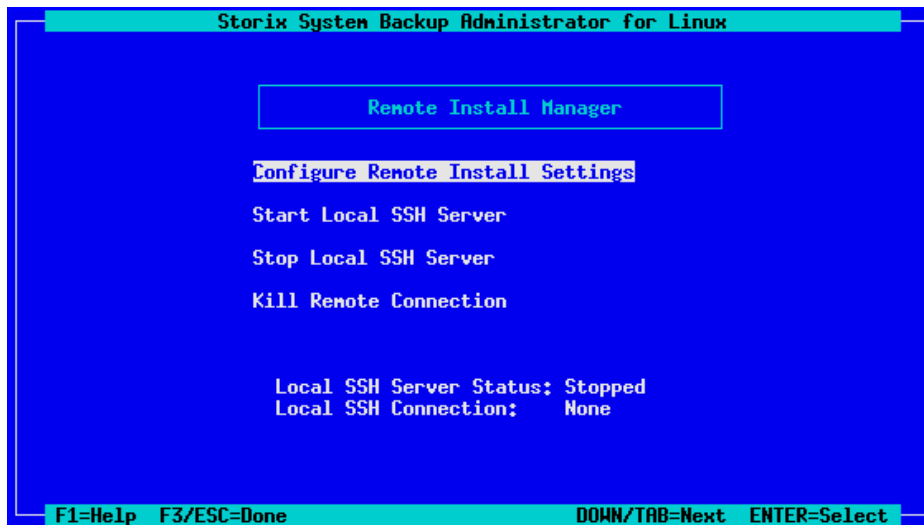 Storix System Backup Administrator for Linux
Remote Install Manager
Configure Remote Install Settings
Start Local SSH Server
Stop Local SSH Server
Kill Remote Connection
Local SSH Server Status: Stopped
Local SSH Connection: None
F1=Help F3/ESC=Done DOWN/TAB=Next ENTER=Select